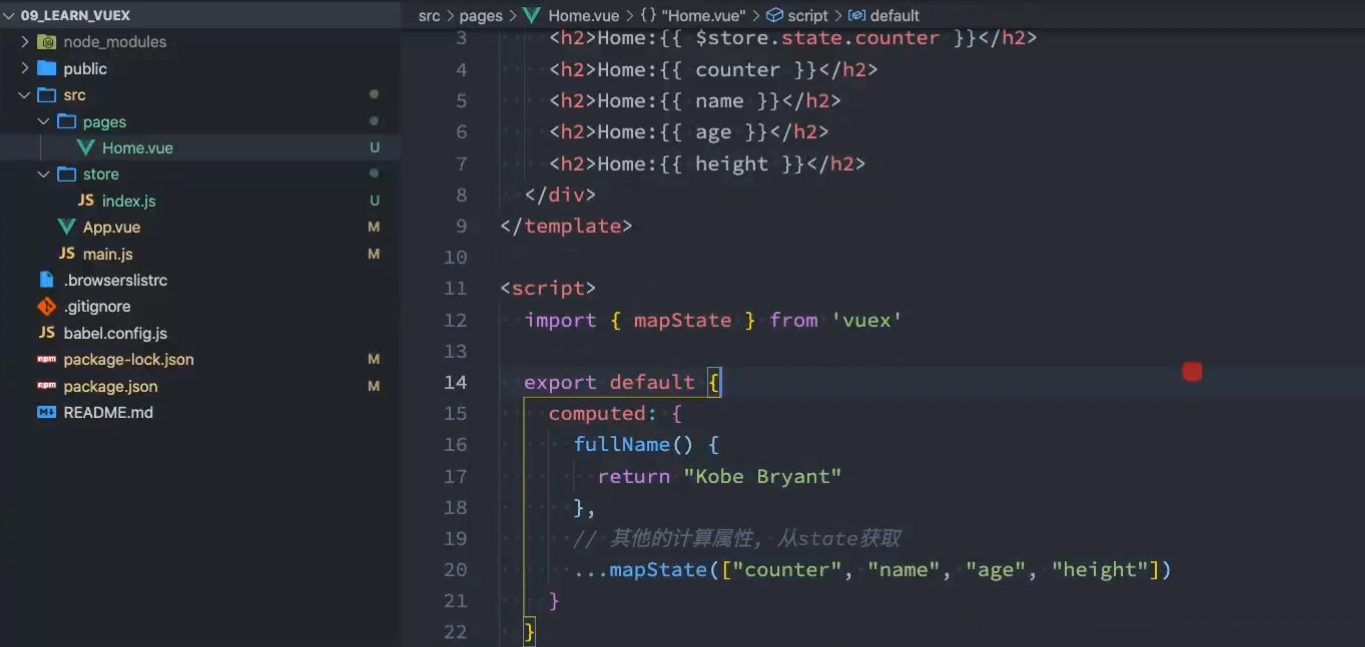 09_LEARN_VUEX
node_modules
public
src
pages
Home.vue
U
store
JS index.js
U
App.vue
M
JS main.js
M
.browserslistrc
.gitignore
JS babel.config.js
npm package-lock.json
M
npm package.json
M
M README.md
src > pages > Home.vue > {} "Home.vue" > script > default
3 <h2>Home:{{ $store.state.counter }}</h2>
4 <h2>Home:{{ counter }}</h2>
5 <h2>Home:{{ name }}</h2>
6 <h2>Home:{{ age }}</h2>
7 <h2>Home:{{ height }}</h2>
8 </div>
9 </template>
10
11 <script>
12 import { mapState } from 'vuex'
13
14 export default {
15 computed: {
16 fullName() {
17 return "Kobe Bryant"
18 },
19 // 其他的计算属性, 从state获取
20 ...mapState(["counter", "name", "age", "height"])
21 }
22 }